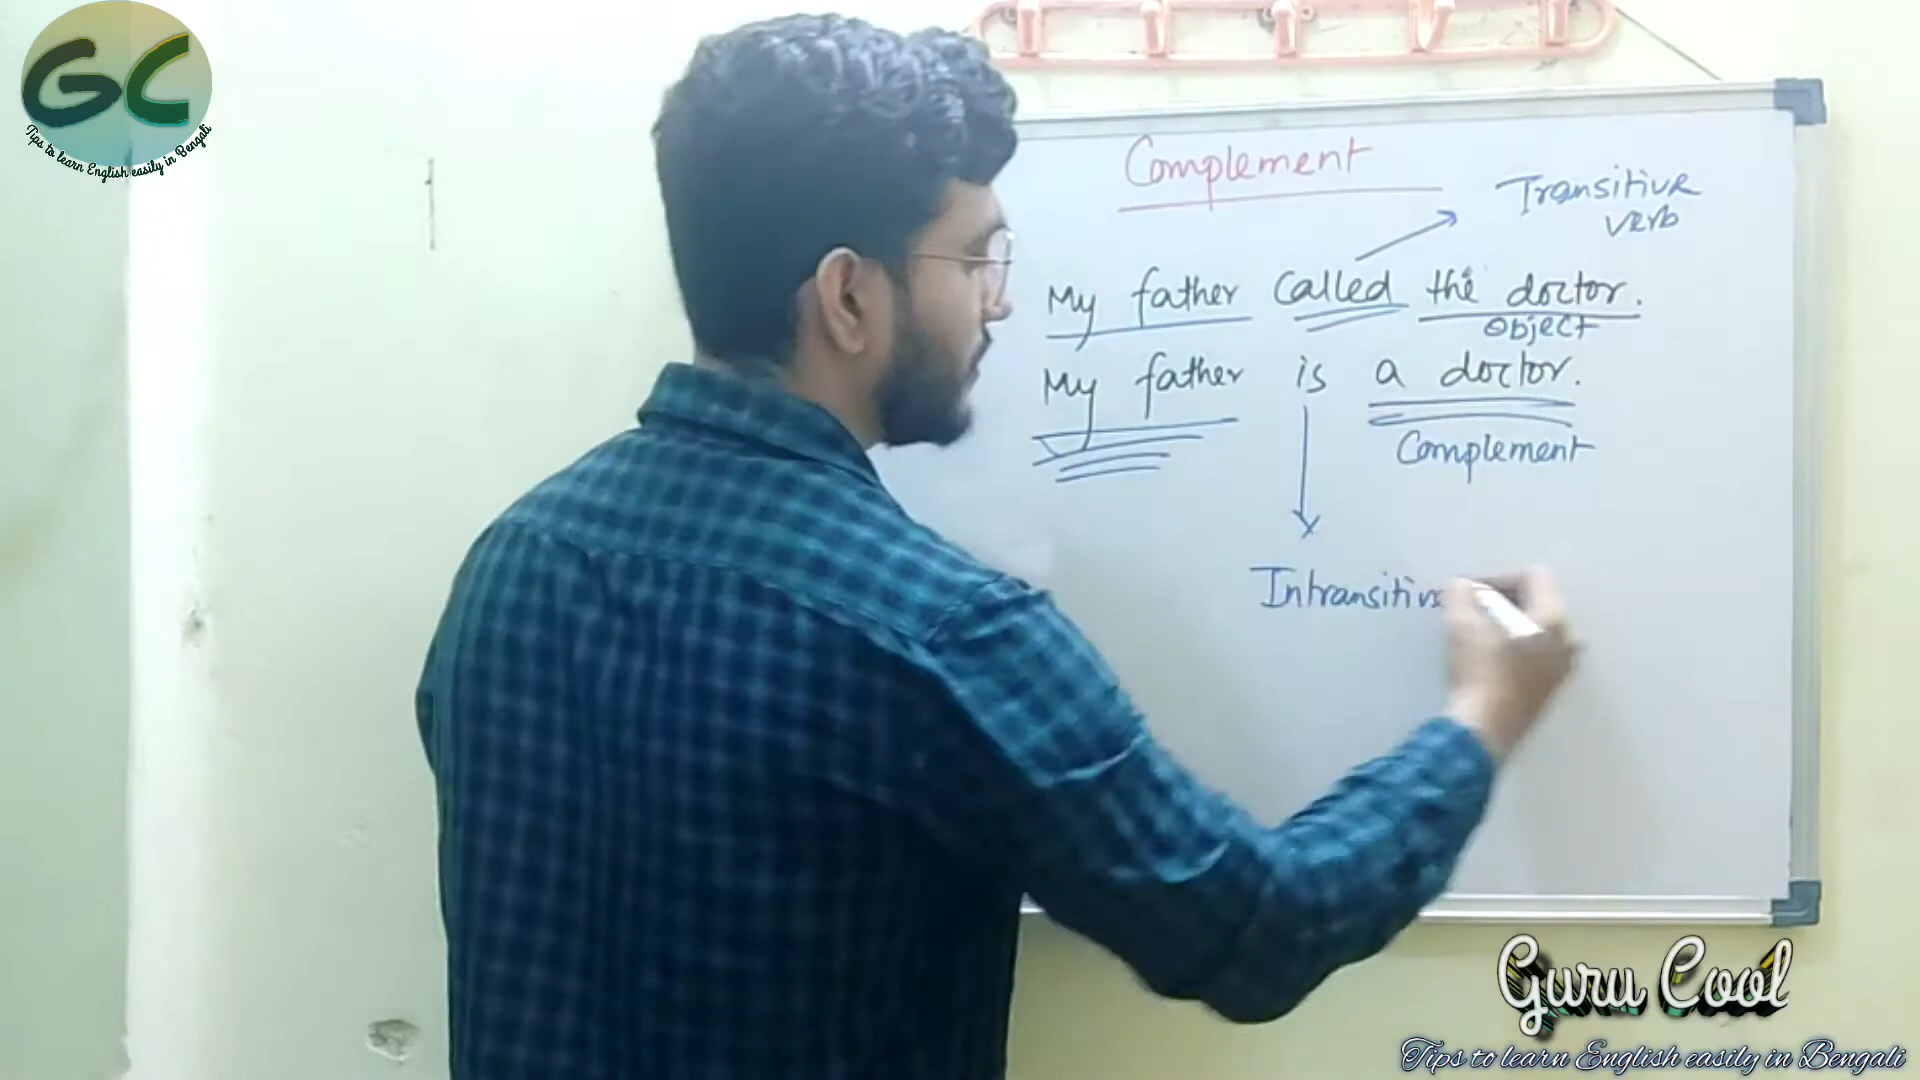 GC
Tips to learn English easily in Bengali
Complement
Transitive
verb
My father called the doctor.
object
My father is a doctor.
Complement
Intransitive
Guru Cool
Tips to learn English easily in Bengali